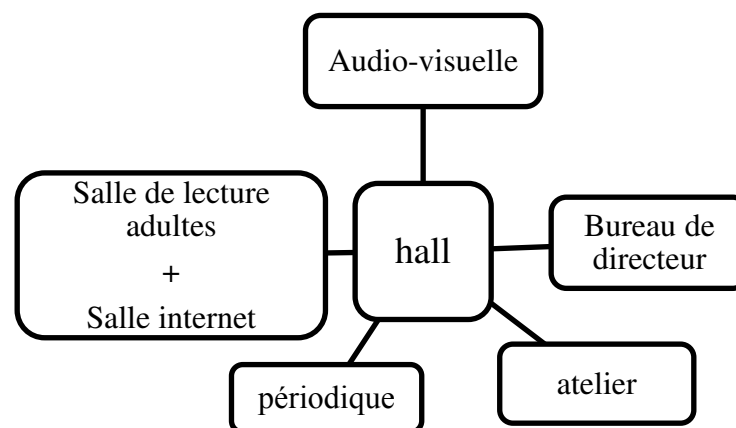 Audio-visuelle
Salle de lecture
adultes
+
Salle internet
hall
Bureau de
directeur
périodique
atelier